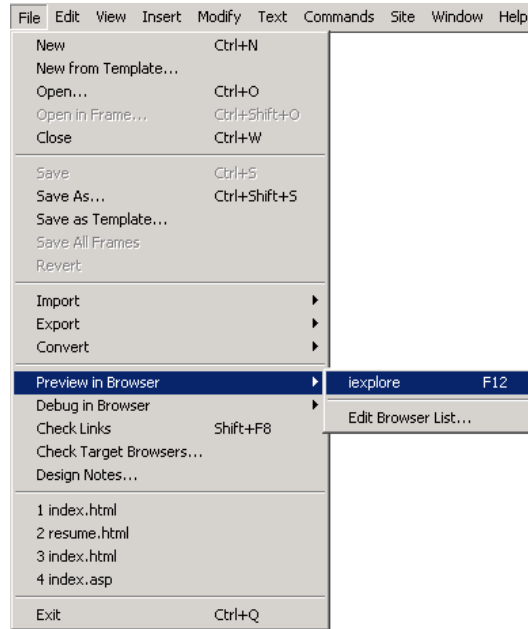 File Edit View Insert Modify Text Commands Site Window Help
New Ctrl+N
New from Template...
Open... Ctrl+O
Open in Frame... Ctrl+Shift+O
Close Ctrl+W
Save Ctrl+S
Save As... Ctrl+Shift+S
Save as Template...
Save All Frames
Revert
Import
Export
Convert
Preview in Browser iexplore F12
Debug in Browser
Edit Browser List...
Check Links Shift+F8
Check Target Browsers...
Design Notes...
1 index.html
2 resume.html
3 index.html
4 index.asp
Exit Ctrl+Q